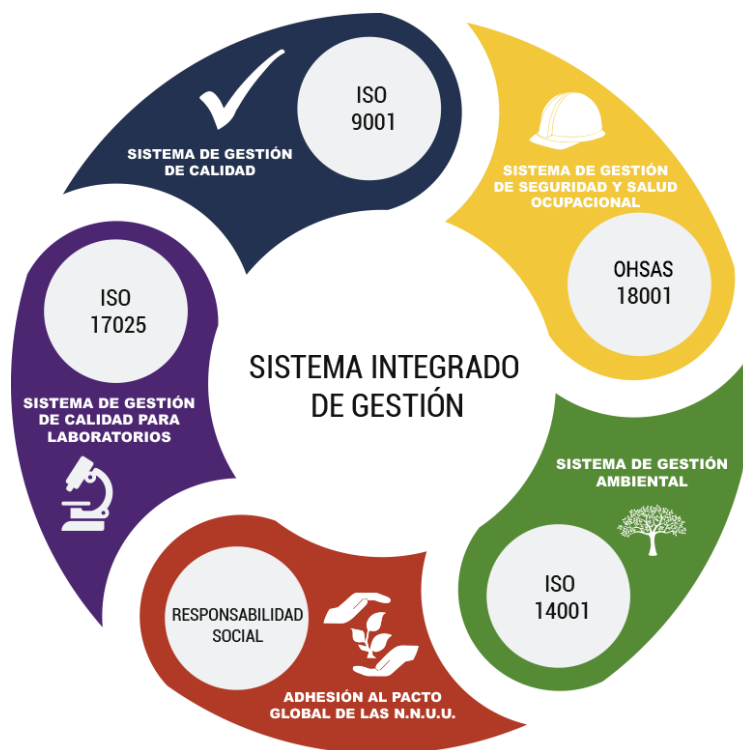 ISO
9001
SISTEMA DE GESTIÓN
DE CALIDAD
SISTEMA DE GESTIÓN
DE SEGURIDAD Y SALUD
OCUPACIONAL
OHSAS
18001
ISO
17025
SISTEMA DE GESTIÓN
DE CALIDAD PARA
LABORATORIOS
SISTEMA INTEGRADO
DE GESTIÓN
SISTEMA DE GESTIÓN
AMBIENTAL
ISO
14001
RESPONSABILIDAD
SOCIAL
ADHESIÓN AL PACTO
GLOBAL DE LAS N.N.U.U.